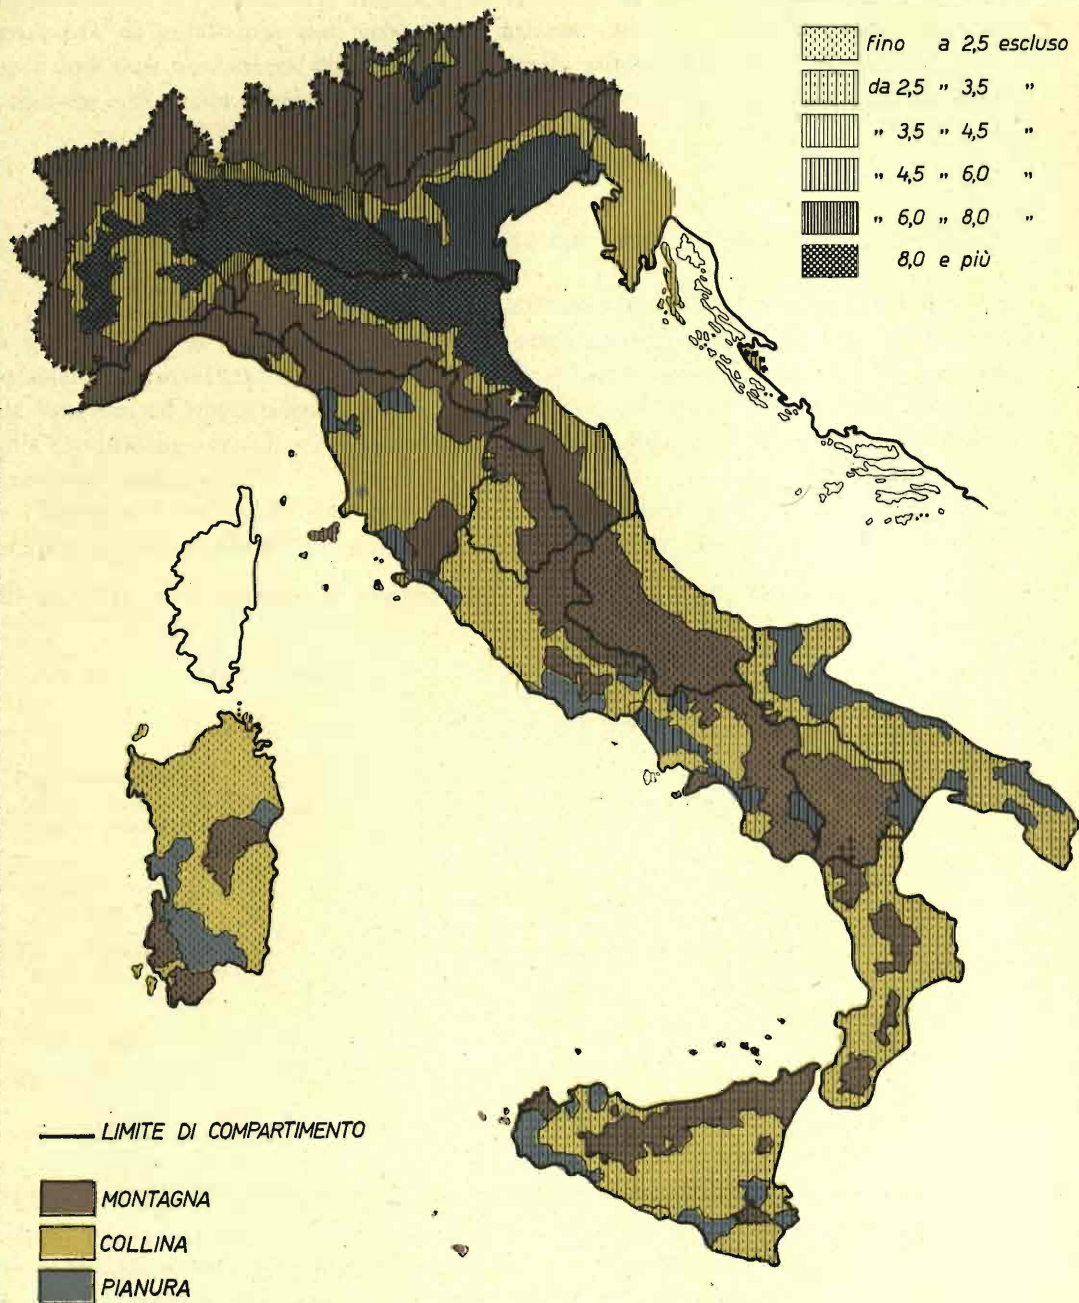 fino a 2,5 escluso
da 2,5 " 3,5 "
" 3,5 " 4,5 "
" 4,5 " 6,0 "
" 6,0 " 8,0 "
8,0 e più
LIMITE DI COMPARTIMENTO
MONTAGNA
COLLINA
PIANURA